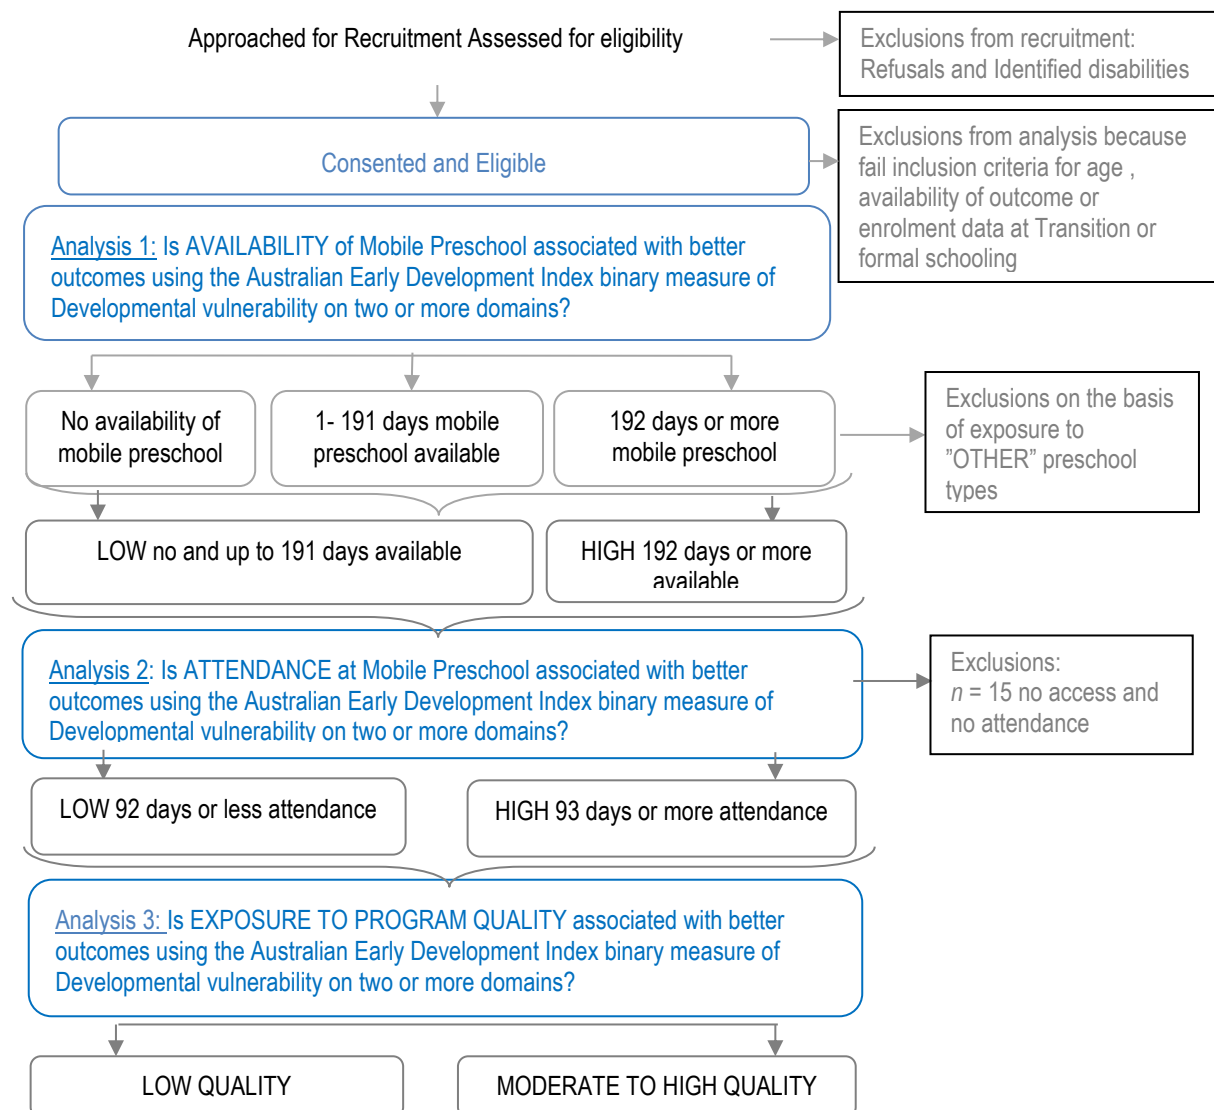 Approached for Recruitment Assessed for eligibility
Exclusions from recruitment:
Refusals and Identified disabilities
Consented and Eligible
Exclusions from analysis because
fail inclusion criteria for age ,
availability of outcome or
enrolment data at Transition or
formal schooling
Analysis 1: Is AVAILABILITY of Mobile Preschool associated with better
outcomes using the Australian Early Development Index binary measure of
Developmental vulnerability on two or more domains?
No availability of
mobile preschool
1- 191 days mobile
preschool available
192 days or more
mobile preschool
Exclusions on the basis
of exposure to
”OTHER” preschool
types
LOW no and up to 191 days available
HIGH 192 days or more
available
Analysis 2: Is ATTENDANCE at Mobile Preschool associated with better
outcomes using the Australian Early Development Index binary measure of
Developmental vulnerability on two or more domains?
Exclusions:
n = 15 no access and
no attendance
LOW 92 days or less attendance
HIGH 93 days or more attendance
Analysis 3: Is EXPOSURE TO PROGRAM QUALITY associated with better
outcomes using the Australian Early Development Index binary measure of
Developmental vulnerability on two or more domains?
LOW QUALITY
MODERATE TO HIGH QUALITY